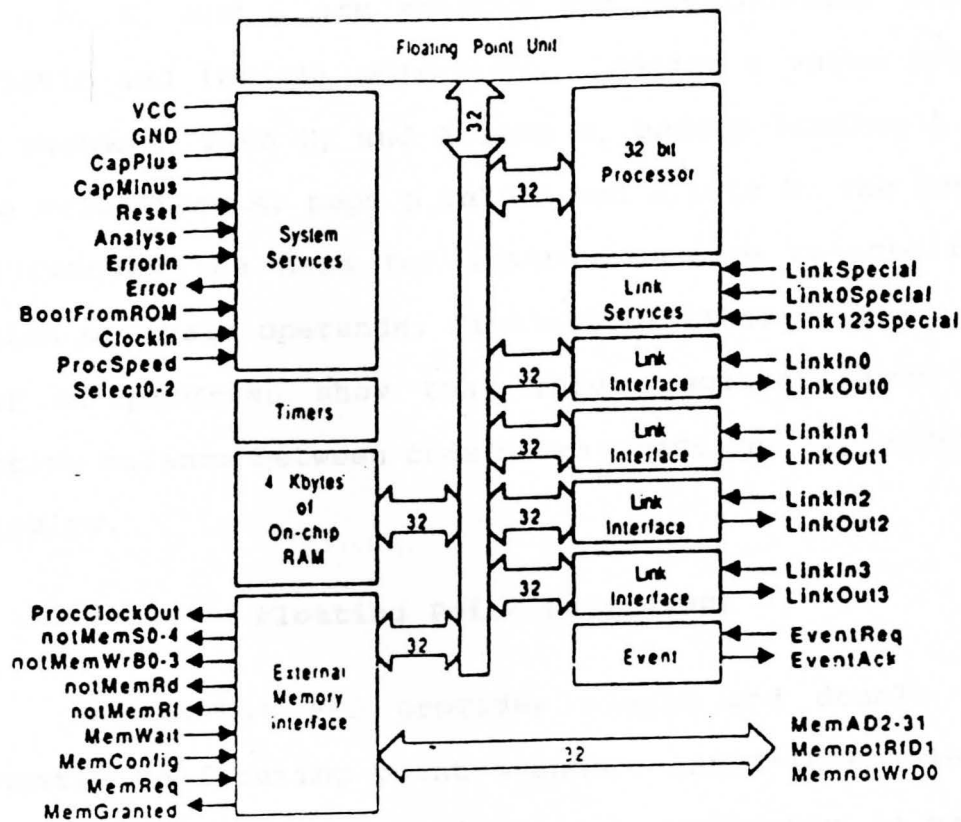 Floating Point Unit
VCC
GND
CapPlus
CapMinus
Reset
Analyse
ErrorIn
Error
BootFromROM
ClockIn
ProcSpeed
Select0-2
System
Services
Timers
4 Kbytes
of
On-chip
RAM
ProcClockOut
notMemS0-4
notMemWrB0-3
notMemRd
notMemRf
MemWait
MemConfig
MemReq
MemGranted
External
Memory
interface
32
32
32
32
32
32
32
32
32
32 bit
Processor
Link
Services
LinkSpecial
Link0Special
Link123Special
Link
Interface
LinkIn0
LinkOut0
Link
Interface
LinkIn1
LinkOut1
Link
Interface
LinkIn2
LinkOut2
Link
Interface
LinkIn3
LinkOut3
Event
EventReq
EventAck
MemAD2-31
MemnotRfD1
MemnotWrD0